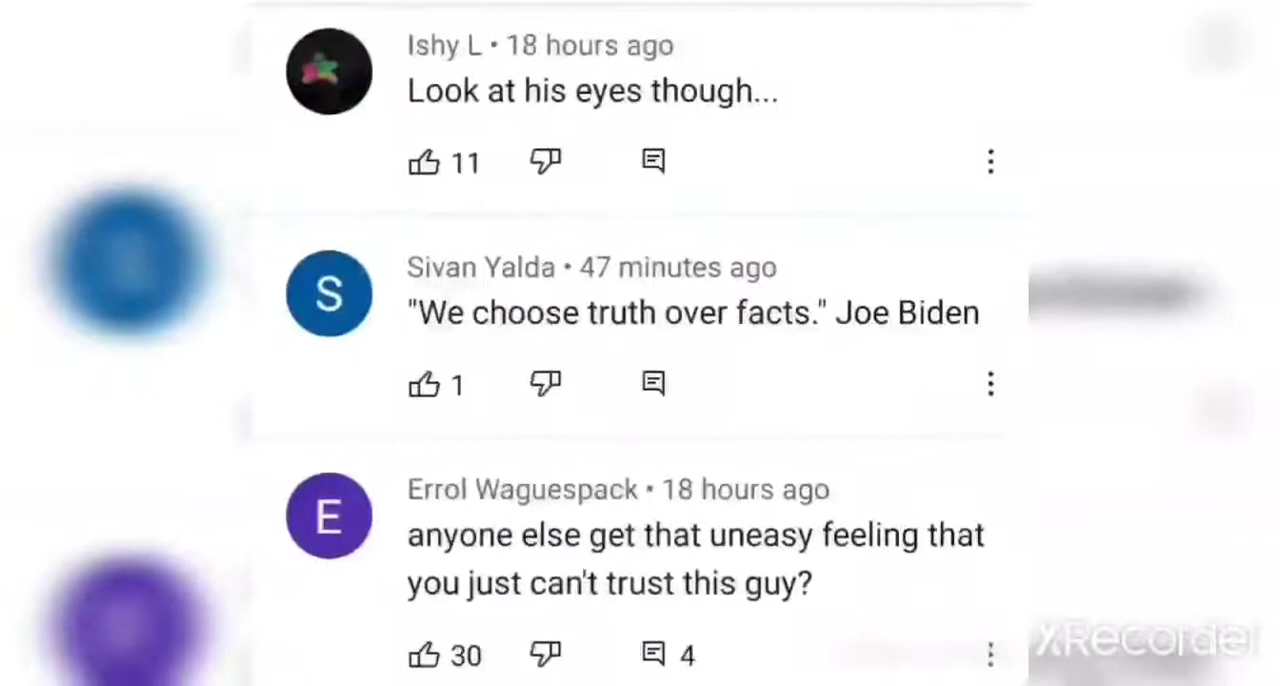 Ishy L • 18 hours ago
Look at his eyes though...
11
S
Sivan Yalda • 47 minutes ago
"We choose truth over facts." Joe Biden
1
E
Errol Waguespack • 18 hours ago
anyone else get that uneasy feeling that
you just can't trust this guy?
30
4
XRecorder